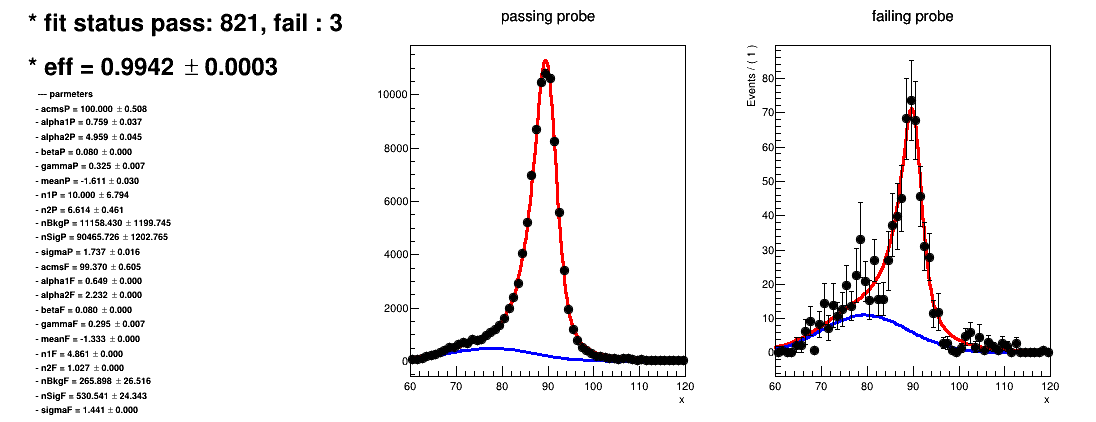 * fit status pass: 821, fail : 3
* eff = 0.9942 ± 0.0003
--- parmeters
- acmsP = 100.000 ± 0.508
- alpha1P = 0.759 ± 0.037
- alpha2P = 4.959 ± 0.045
- betaP = 0.080 ± 0.000
- gammaP = 0.325 ± 0.007
- meanP = -1.611 ± 0.030
- n1P = 10.000 ± 6.794
- n2P = 6.614 ± 0.461
- nBkgP = 11158.430 ± 1199.745
- nSigP = 90465.726 ± 1202.765
- sigmaP = 1.737 ± 0.016
- acmsF = 99.370 ± 0.605
- alpha1F = 0.649 ± 0.000
- alpha2F = 2.232 ± 0.000
- betaF = 0.080 ± 0.000
- gammaF = 0.295 ± 0.007
- meanF = -1.333 ± 0.000
- n1F = 4.861 ± 0.000
- n2F = 1.027 ± 0.000
- nBkgF = 265.898 ± 26.516
- nSigF = 530.541 ± 24.343
- sigmaF = 1.441 ± 0.000
passing probe
10000
8000
6000
4000
2000
0
60 70 80 90 100 110 120
x
failing probe
Events / ( 1 )
80
70
60
50
40
30
20
10
0
60 70 80 90 100 110 120
x